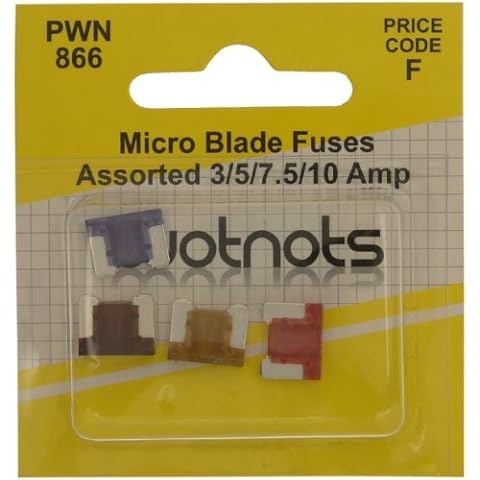 PWN
866
PRICE
CODE
F
Micro Blade Fuses
Assorted 3/5/7.5/10 Amp
wotnots